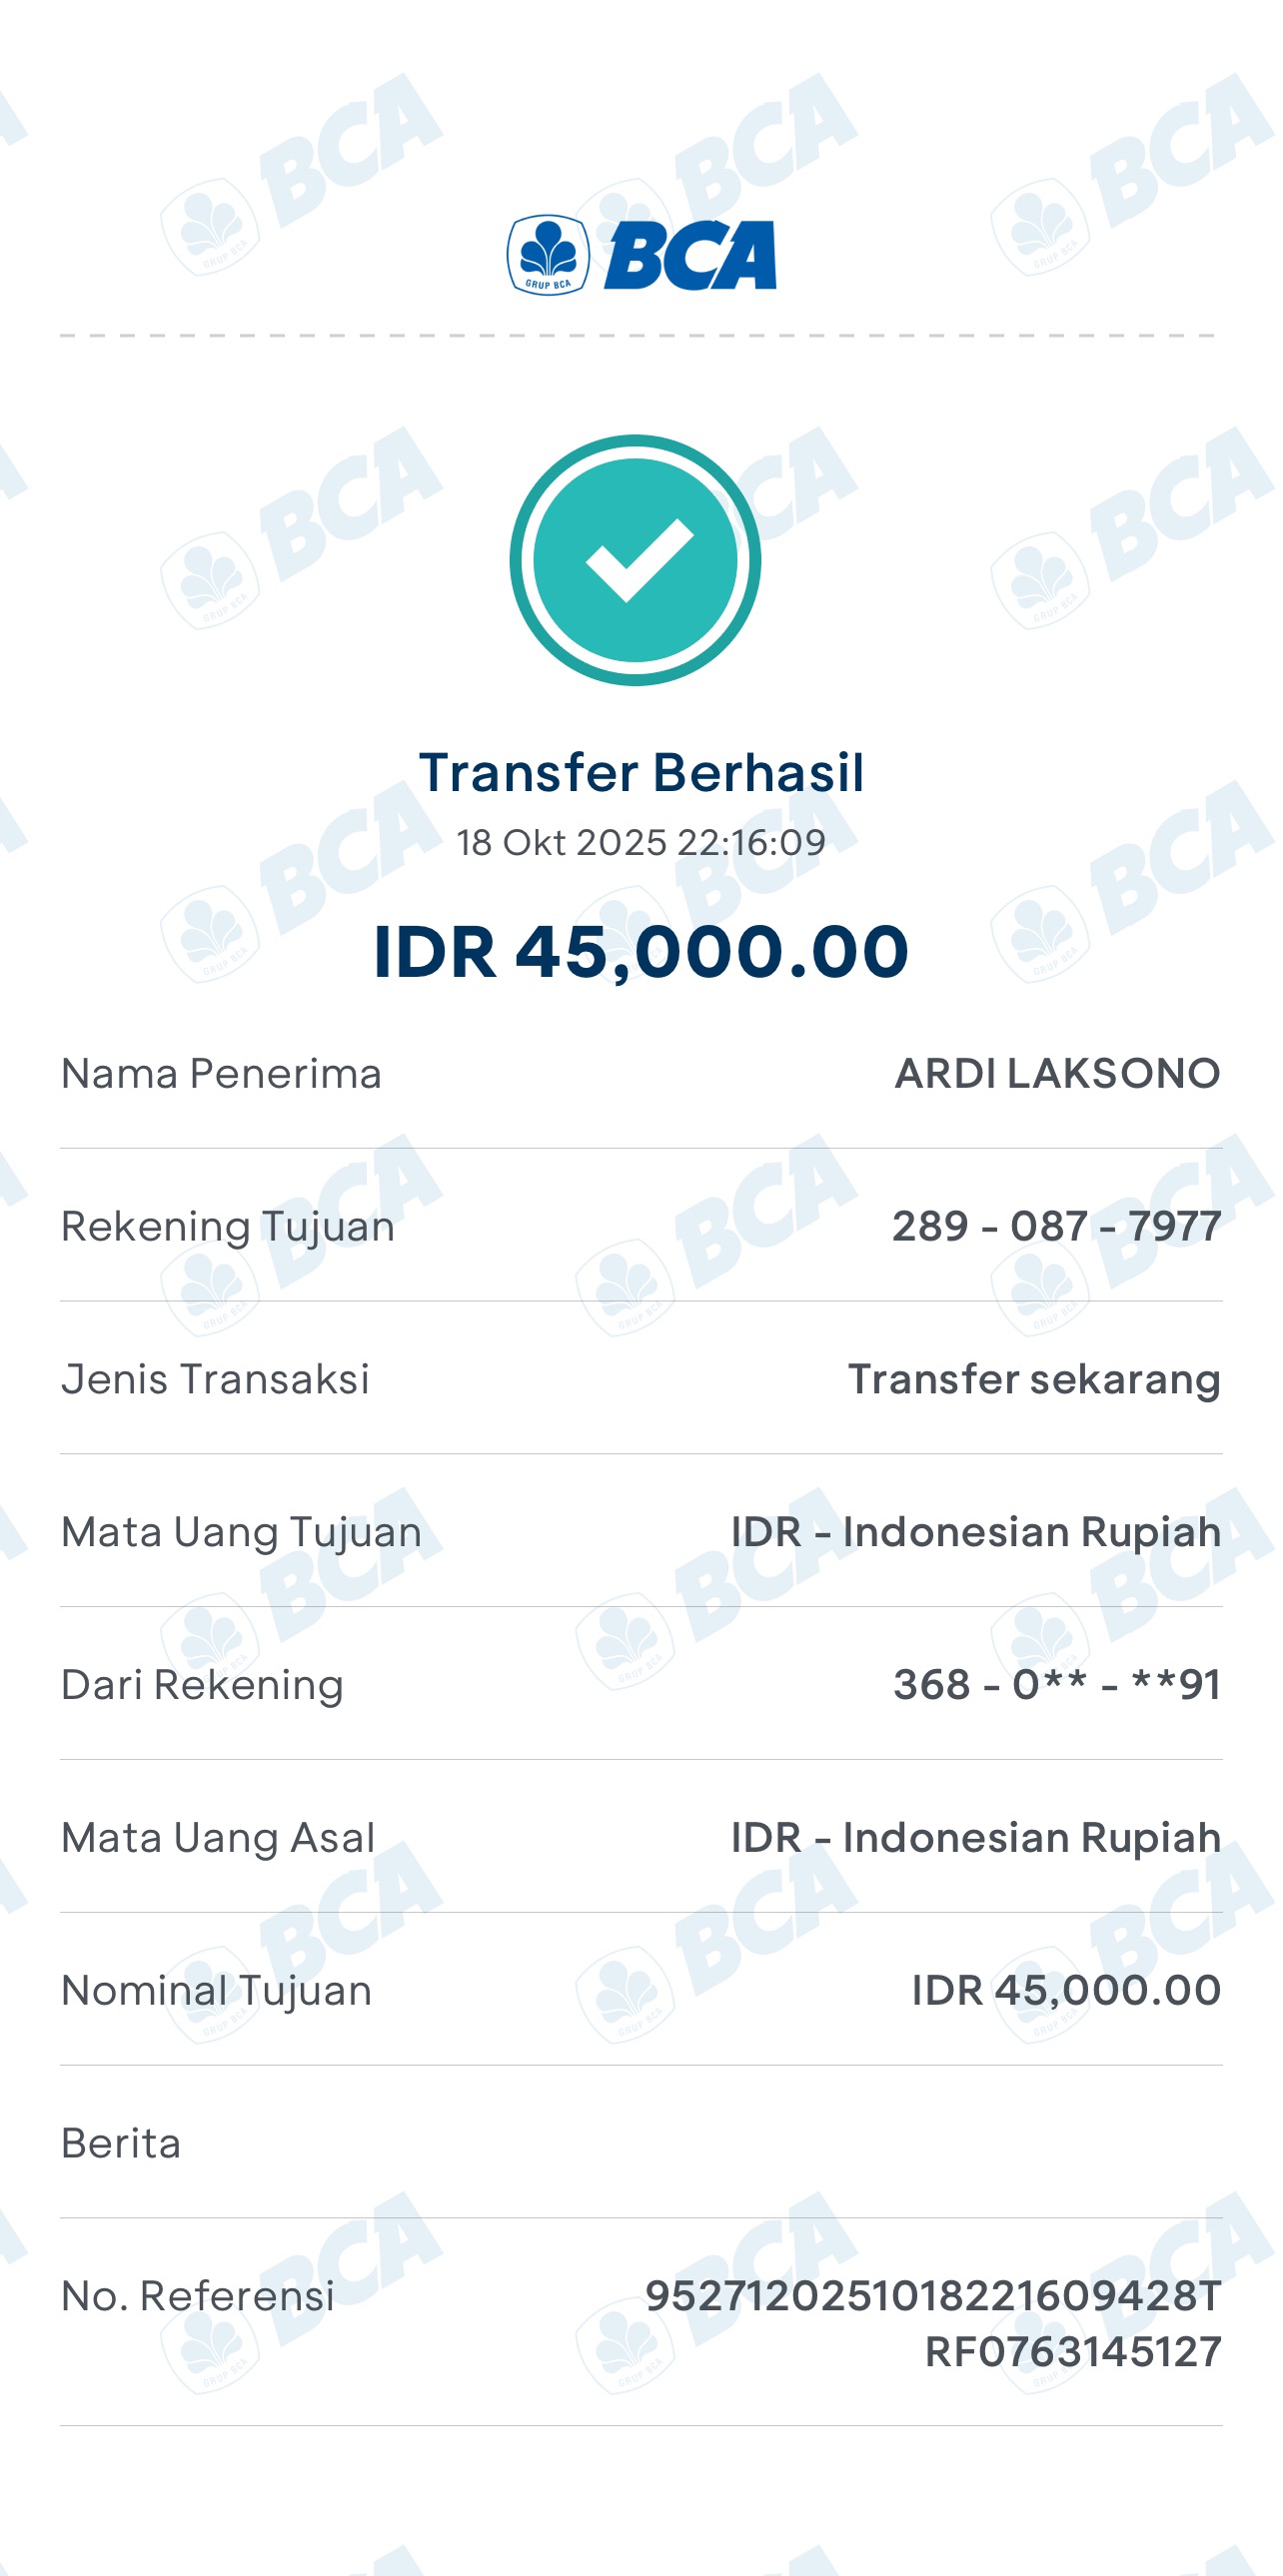 GRUP BCA
BCA
Transfer Berhasil
18 Okt 2025 22:16:09
IDR 45,000.00
Nama Penerima ARDI LAKSONO
Rekening Tujuan 289 - 087 - 7977
Jenis Transaksi Transfer sekarang
Mata Uang Tujuan IDR - Indonesian Rupiah
Dari Rekening 368 - 0** - **91
Mata Uang Asal IDR - Indonesian Rupiah
Nominal Tujuan IDR 45,000.00
Berita
No. Referensi 9527120251018221609428T
RF0763145127